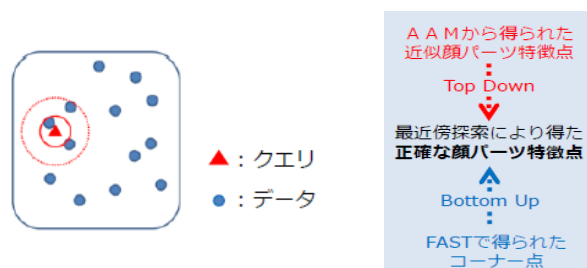 ▲：クエリ
●：データ
ＡＡＭから得られた
近似顔パーツ特徴点
Top Down
最近傍探索により得た
正確な顔パーツ特徴点
Bottom Up
FASTで得られた
コーナー点